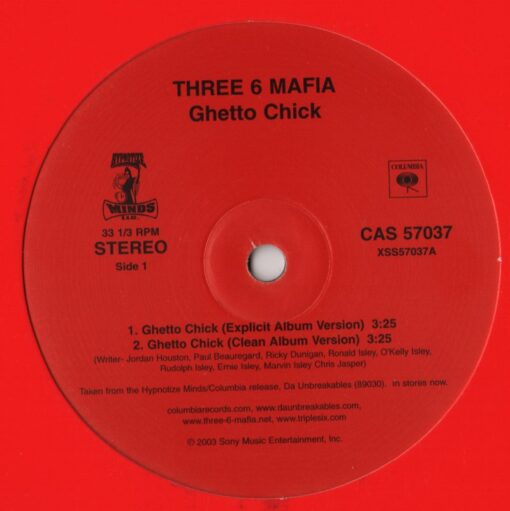 THREE 6 MAFIA
Ghetto Chick
HYPNOTIZE
MINDS
COLUMBIA
33 1/3 RPM
STEREO
Side 1
CAS 57037
XSS57037A
1. Ghetto Chick (Explicit Album Version) 3:25
2. Ghetto Chick (Clean Album Version) 3:25
(Writer- Jordan Houston, Paul Beauregard, Ricky Dunigan, Ronald Isley, O'Kelly Isley,
Rudolph Isley, Ernie Isley, Marvin Isley Chris Jasper)
Taken from the Hypnotize Minds/Columbia release, Da Unbreakables (89030). in stores now.
columbiarecords.com, www.daunbreakables.com,
www.three-6-mafia.net, www.triplesix.com
© 2003 Sony Music Entertainment, Inc.